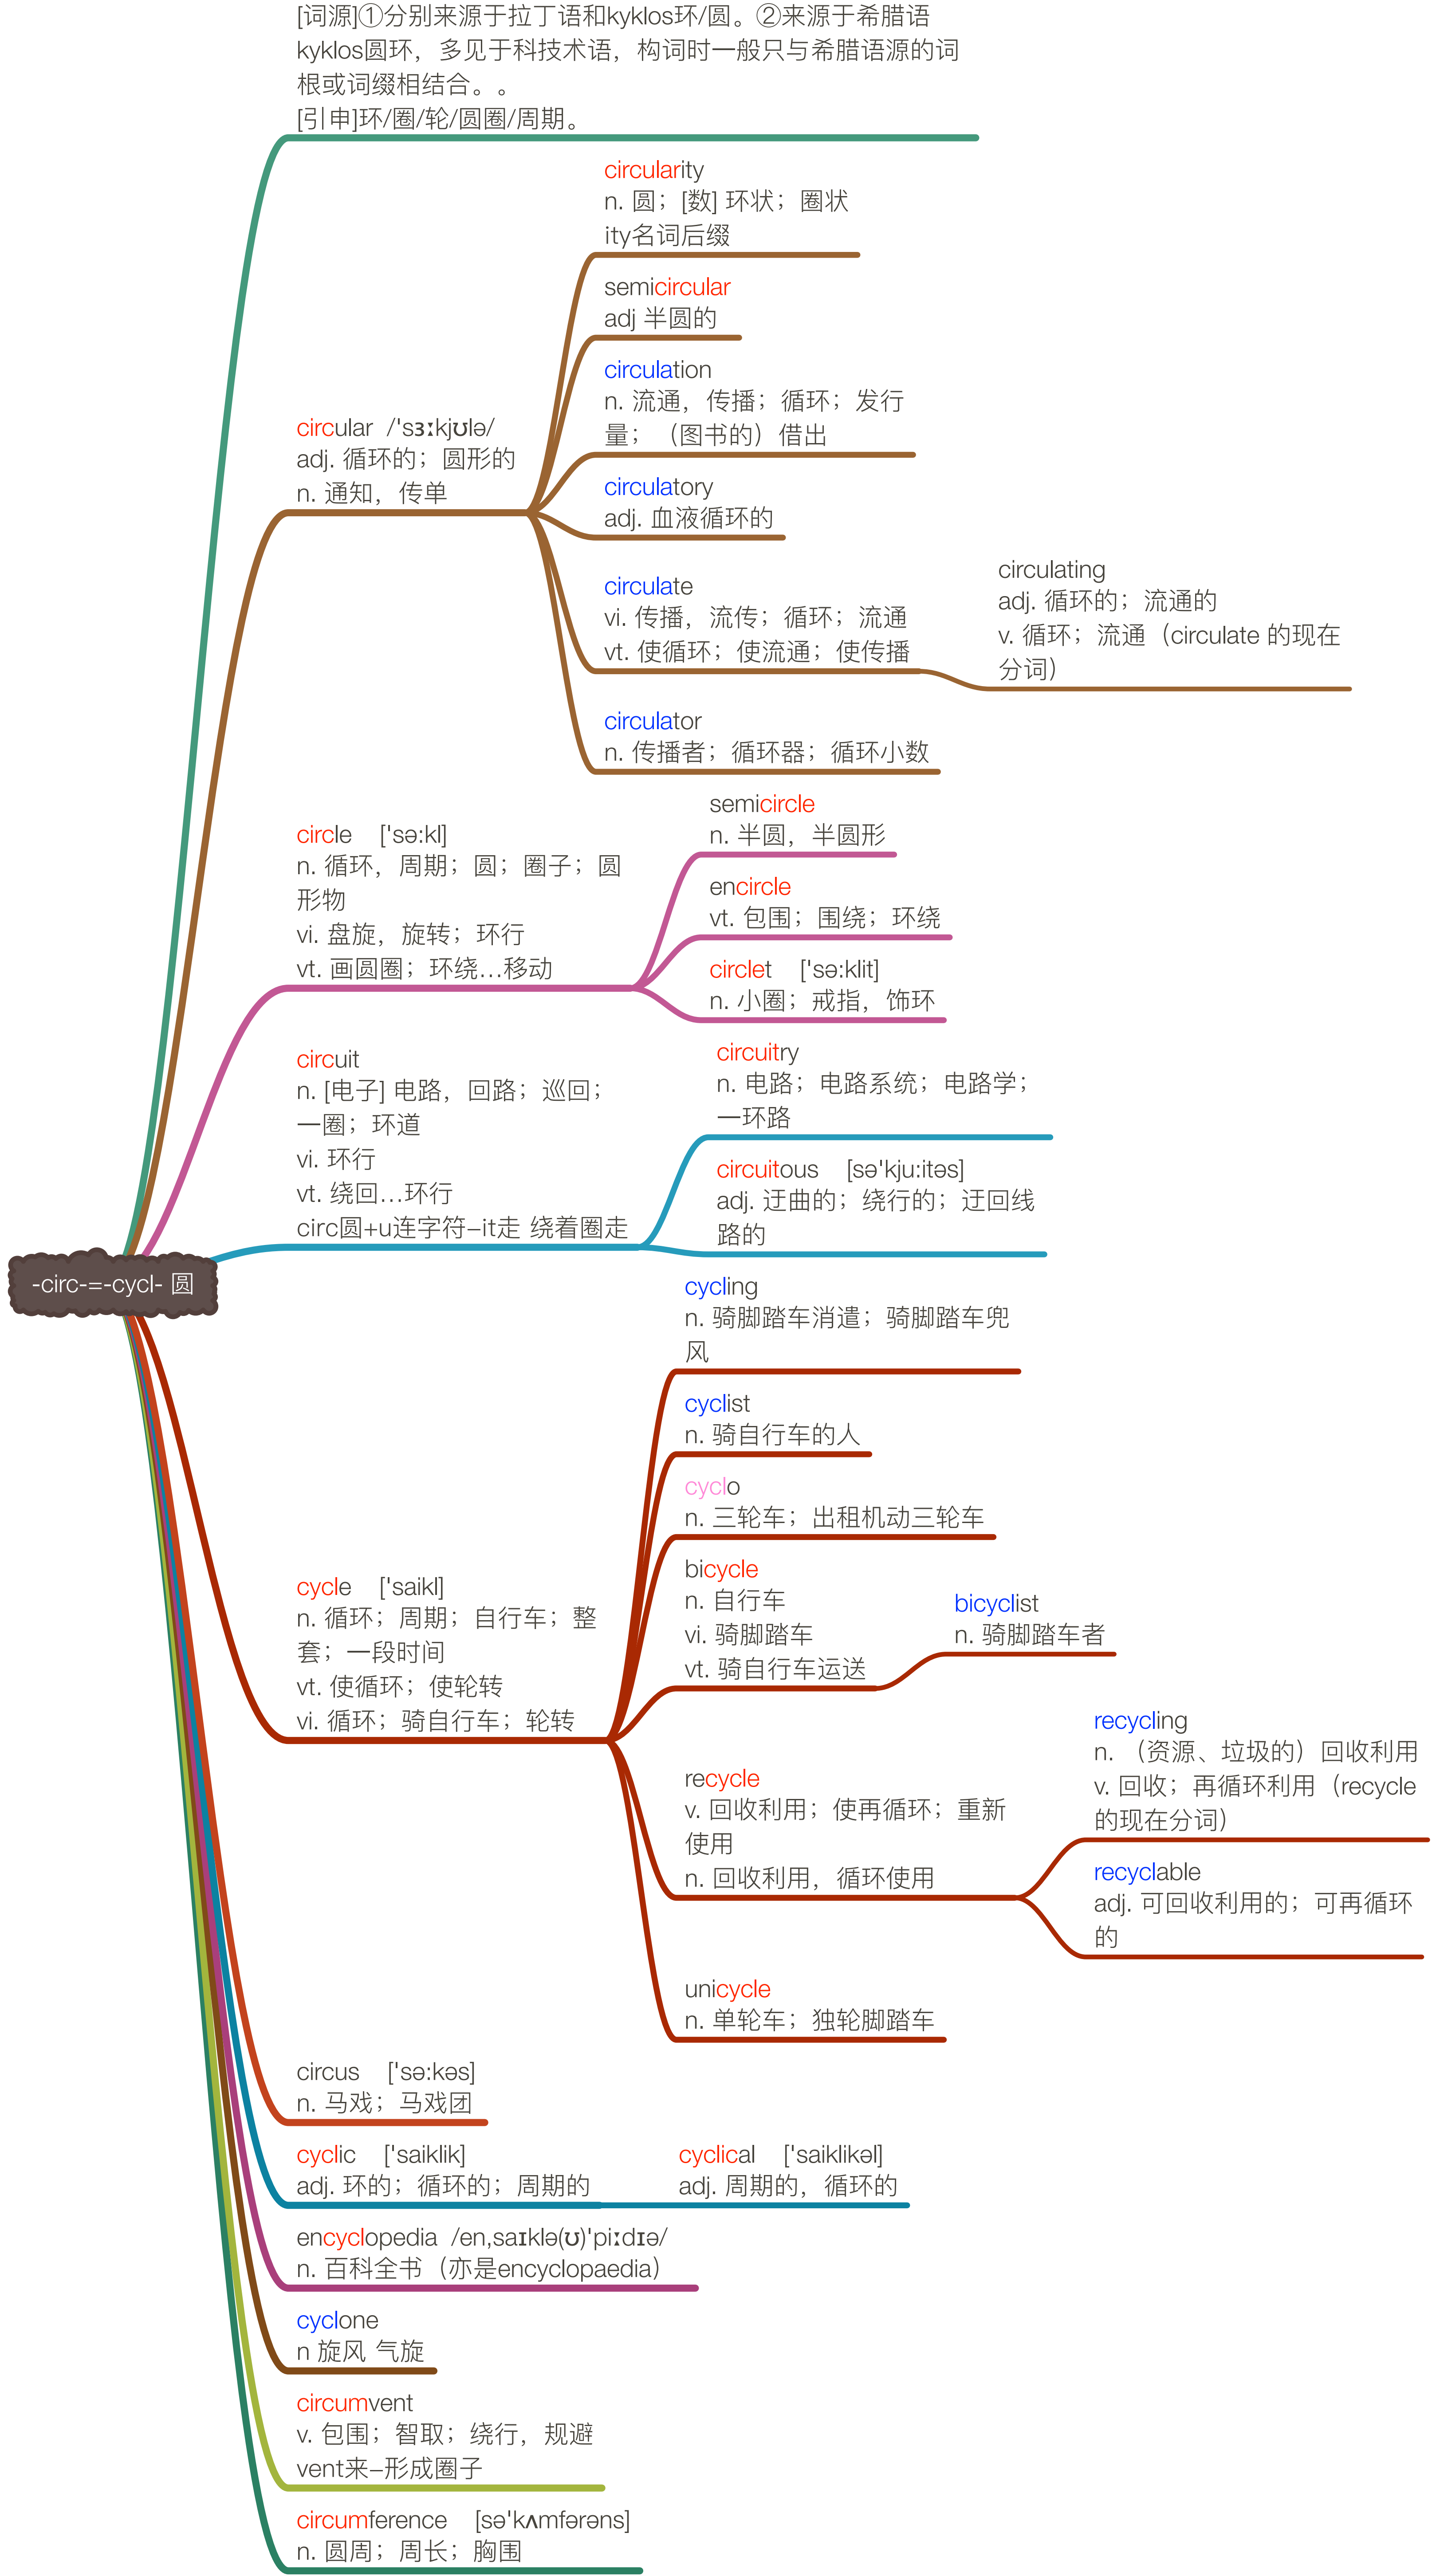 [词源]①分别来源于拉丁语和kyklos环/圆。②来源于希腊语
kyklos圆环，多见于科技术语，构词时一般只与希腊语源的词
根或词缀相结合。。
[引申]环/圈/轮/圆圈/周期。
circular /'sɜːkjʊlə/
adj. 循环的；圆形的
n. 通知，传单
circularity
n. 圆；[数] 环状；圈状
ity名词后缀
semicircular
adj 半圆的
circulation
n. 流通，传播；循环；发行
量；（图书的）借出
circulatory
adj. 血液循环的
circulate
vi. 传播，流传；循环；流通
vt. 使循环；使流通；使传播
circulating
adj. 循环的；流通的
v. 循环；流通（circulate 的现在
分词）
circulator
n. 传播者；循环器；循环小数
circle ['sə:kl]
n. 循环，周期；圆；圈子；圆
形物
vi. 盘旋，旋转；环行
vt. 画圆圈；环绕…移动
semicircle
n. 半圆，半圆形
encircle
vt. 包围；围绕；环绕
circlet ['sə:klit]
n. 小圈；戒指，饰环
circuit
n. [电子] 电路，回路；巡回；
一圈；环道
vi. 环行
vt. 绕回…环行
circ圆+u连字符–it走 绕着圈走
circuitry
n. 电路；电路系统；电路学；
一环路
circuitous [sə'kju:itəs]
adj. 迂曲的；绕行的；迂回线
路的
-circ-=-cycl- 圆
cycle ['saikl]
n. 循环；周期；自行车；整
套；一段时间
vt. 使循环；使轮转
vi. 循环；骑自行车；轮转
cycling
n. 骑脚踏车消遣；骑脚踏车兜
风
cyclist
n. 骑自行车的人
cyclo
n. 三轮车；出租机动三轮车
bicycle
n. 自行车
vi. 骑脚踏车
vt. 骑自行车运送
bicyclist
n. 骑脚踏车者
recycle
v. 回收利用；使再循环；重新
使用
n. 回收利用，循环使用
recycling
n. （资源、垃圾的）回收利用
v. 回收；再循环利用（recycle
的现在分词）
recyclable
adj. 可回收利用的；可再循环
的
unicycle
n. 单轮车；独轮脚踏车
circus ['sə:kəs]
n. 马戏；马戏团
cyclic ['saiklik]
adj. 环的；循环的；周期的
cyclical ['saiklikəl]
adj. 周期的，循环的
encyclopedia /en,saɪklə(ʊ)'piːdɪə/
n. 百科全书（亦是encyclopaedia）
cyclone
n 旋风 气旋
circumvent
v. 包围；智取；绕行，规避
vent来–形成圈子
circumference [sə'kʌmfərəns]
n. 圆周；周长；胸围